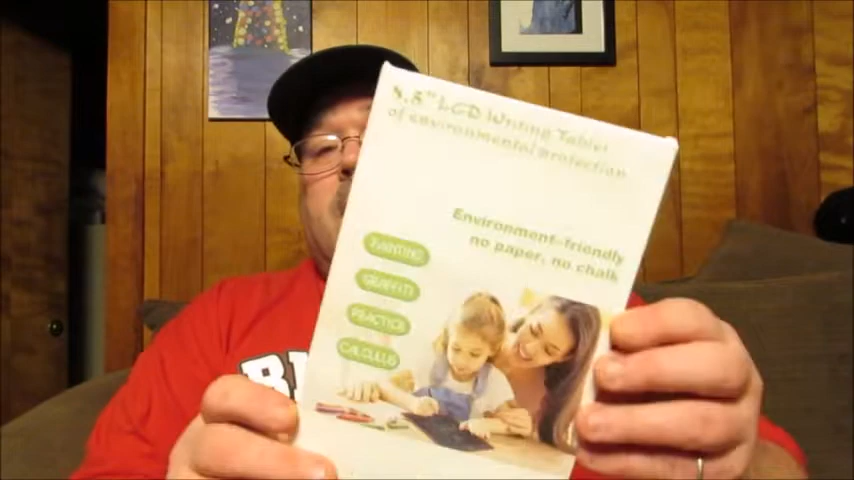 8.5" LCD Writing Tablet
of environmental protection
Environment-friendly
no paper, no chalk
PAINTING
GRAFFITI
PRACTICE
CALCULUS